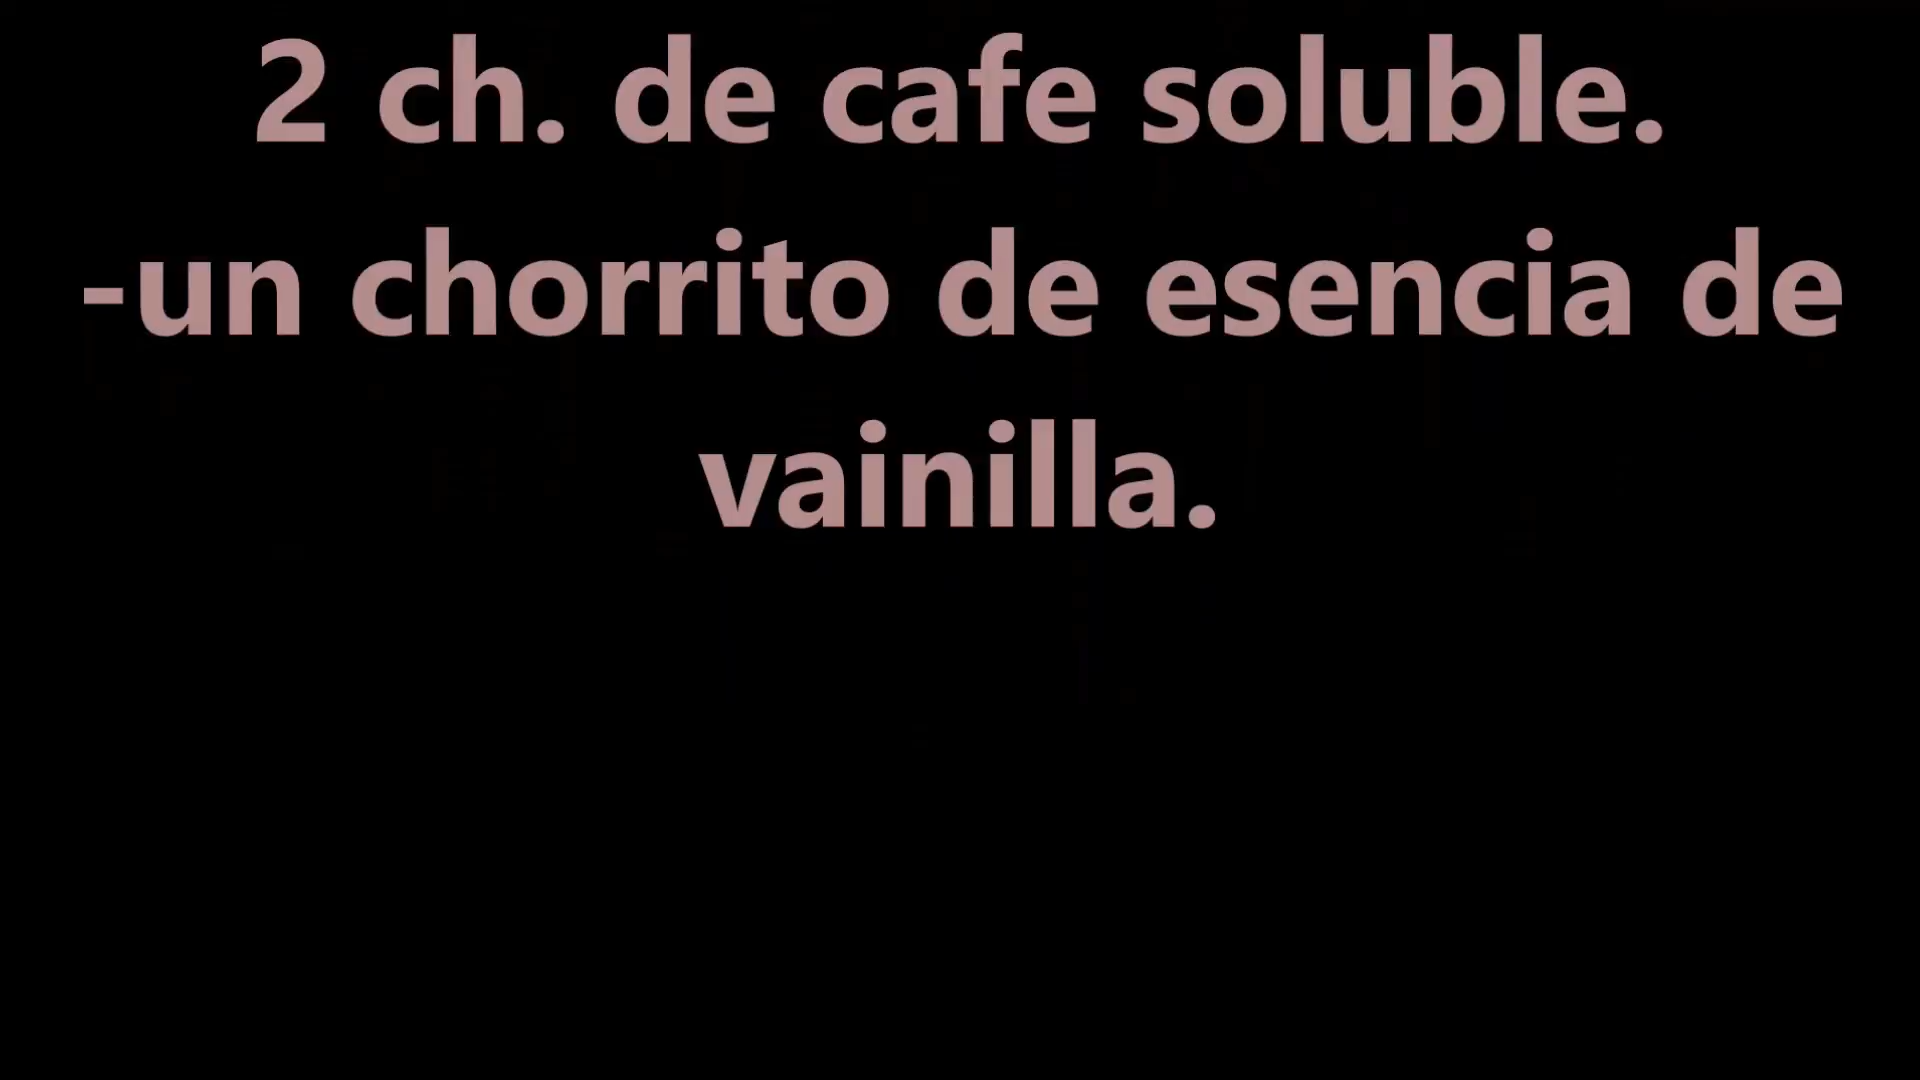 2 ch. de cafe soluble.
-un chorrito de esencia de
vainilla.